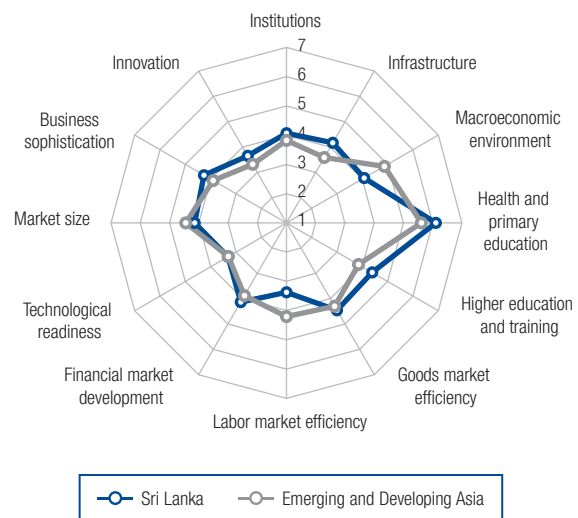 Institutions
Infrastructure
Macroeconomic
environment
Health and
primary
education
Higher education
and training
Goods market
efficiency
Labor market efficiency
Financial market
development
Technological
readiness
Market size
Business
sophistication
Innovation
7
6
5
4
3
2
1
Sri Lanka
Emerging and Developing Asia